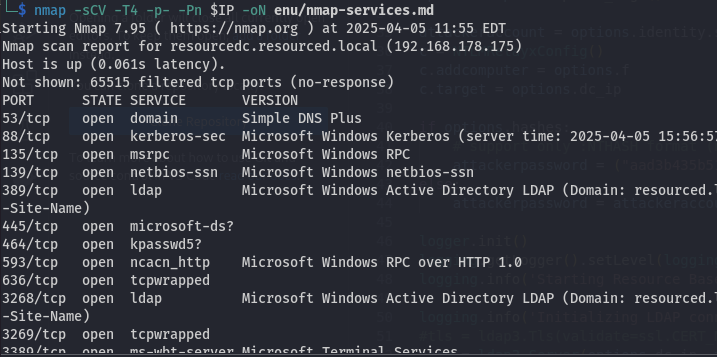 $ nmap -sCV -T4 -p- -Pn $IP -oN enu/nmap-services.md
Starting Nmap 7.95 ( https://nmap.org ) at 2025-04-05 11:55 EDT
Nmap scan report for resourcedc.resourced.local (192.168.178.175)
Host is up (0.061s latency).
Not shown: 65515 filtered tcp ports (no-response)
PORT STATE SERVICE VERSION
53/tcp open domain Simple DNS Plus
88/tcp open kerberos-sec Microsoft Windows Kerberos (server time: 2025-04-05 15:56:57
135/tcp open msrpc Microsoft Windows RPC
139/tcp open netbios-ssn Microsoft Windows netbios-ssn
389/tcp open ldap Microsoft Windows Active Directory LDAP (Domain: resourced.l
-Site-Name)
445/tcp open microsoft-ds?
464/tcp open kpasswd5?
593/tcp open ncacn_http Microsoft Windows RPC over HTTP 1.0
636/tcp open tcpwrapped
3268/tcp open ldap Microsoft Windows Active Directory LDAP (Domain: resourced.l
-Site-Name)
3269/tcp open tcpwrapped
3389/tcp open ms-wbt-server Microsoft Terminal Services